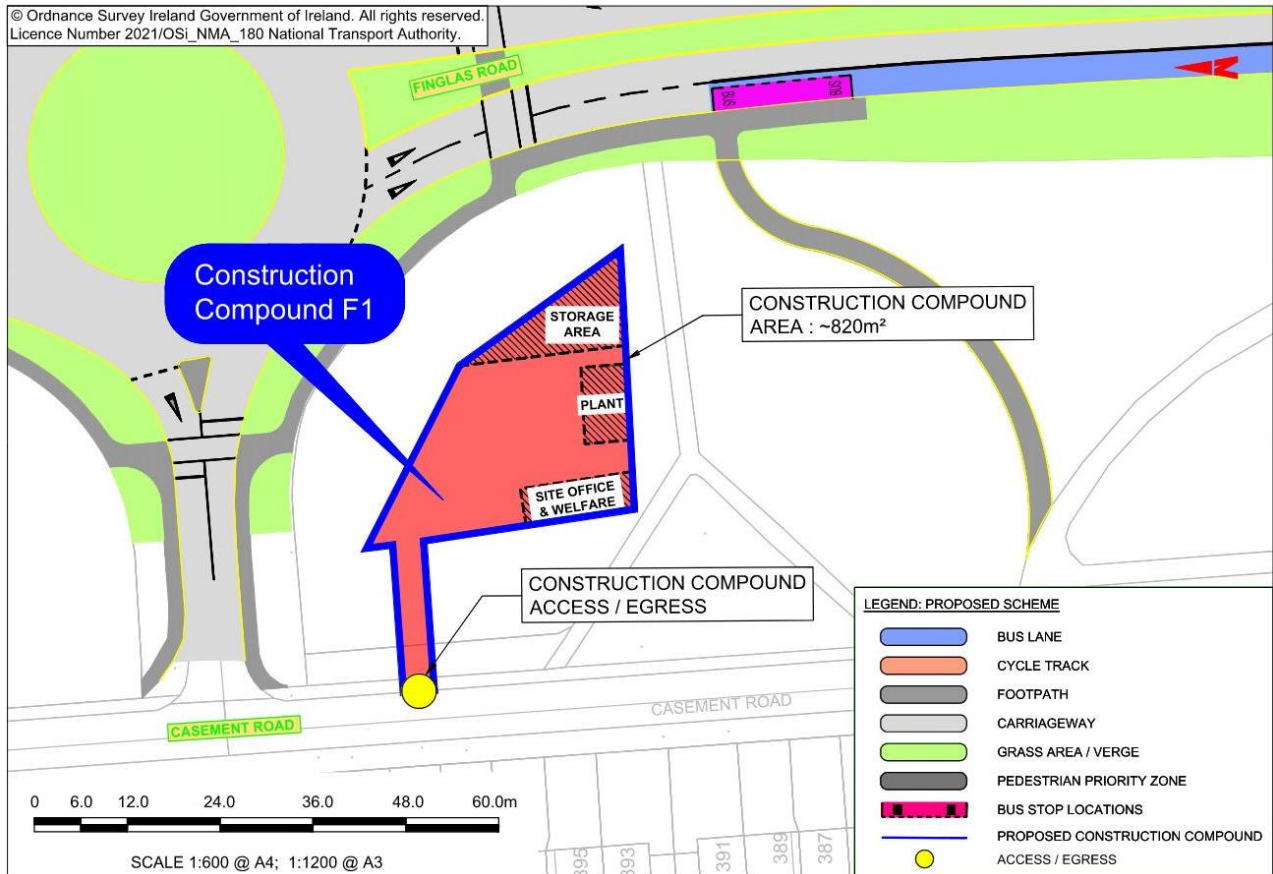 © Ordnance Survey Ireland Government of Ireland. All rights reserved.
Licence Number 2021/OSi_NMA_180 National Transport Authority.
FINGLAS ROAD
BUS
BUS
N
Construction
Compound F1
STORAGE
AREA
CONSTRUCTION COMPOUND
AREA : ~820m²
PLANT
SITE OFFICE
& WELFARE
CONSTRUCTION COMPOUND
ACCESS / EGRESS
CASEMENT ROAD
CASEMENT ROAD
LEGEND: PROPOSED SCHEME
BUS LANE
CYCLE TRACK
FOOTPATH
CARRIAGEWAY
GRASS AREA / VERGE
PEDESTRIAN PRIORITY ZONE
BUS STOP LOCATIONS
PROPOSED CONSTRUCTION COMPOUND
ACCESS / EGRESS
0 6.0 12.0 24.0 36.0 48.0 60.0m
SCALE 1:600 @ A4; 1:1200 @ A3
395
393
391
389
387